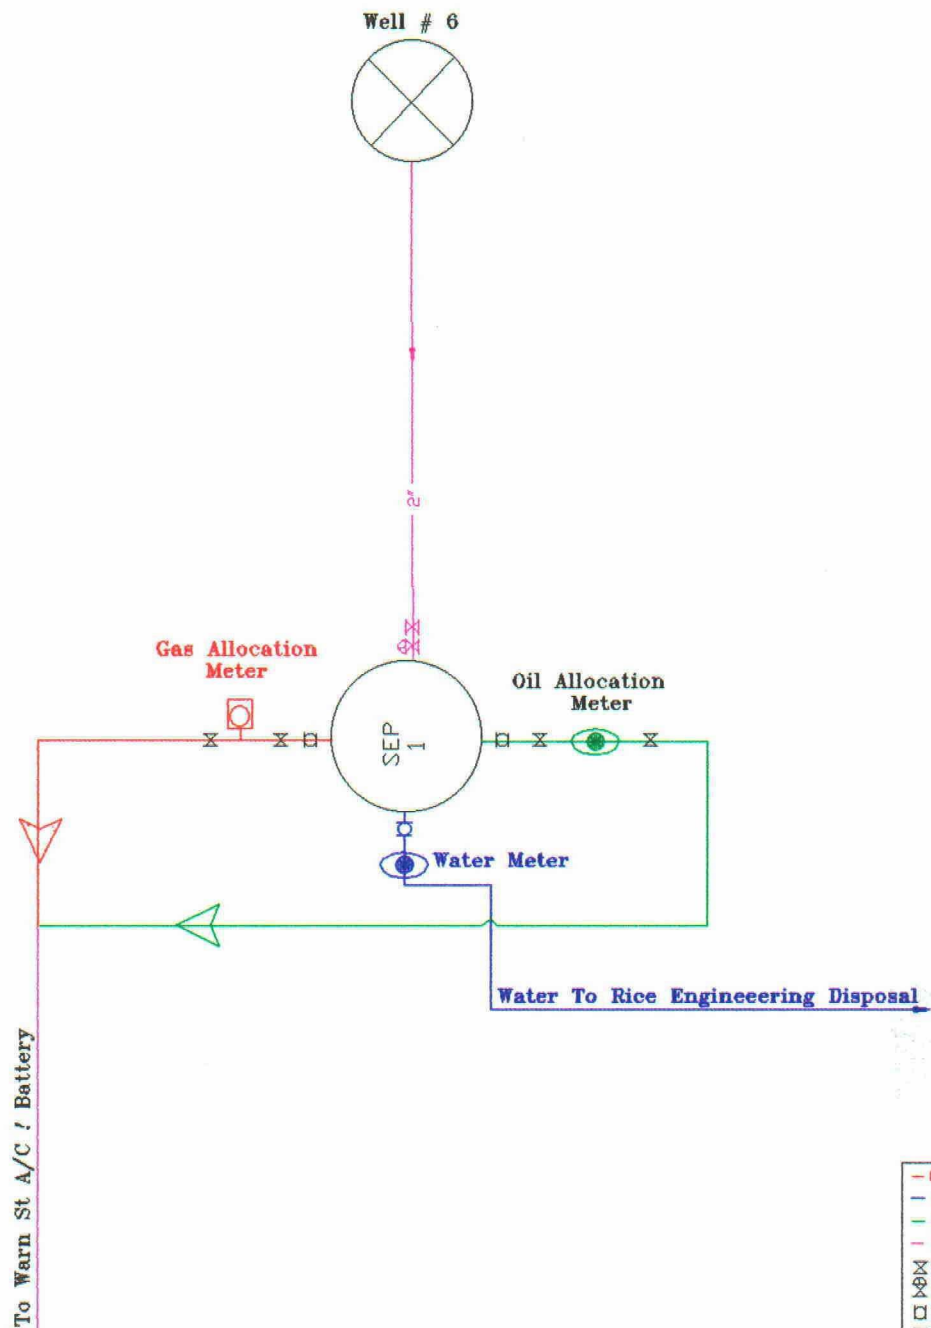 Well # 6
2"
Gas Allocation
Meter
Oil Allocation
Meter
SEP
1
Water Meter
Water To Rice Engineeering Disposal
To Warn St A/C ? Battery